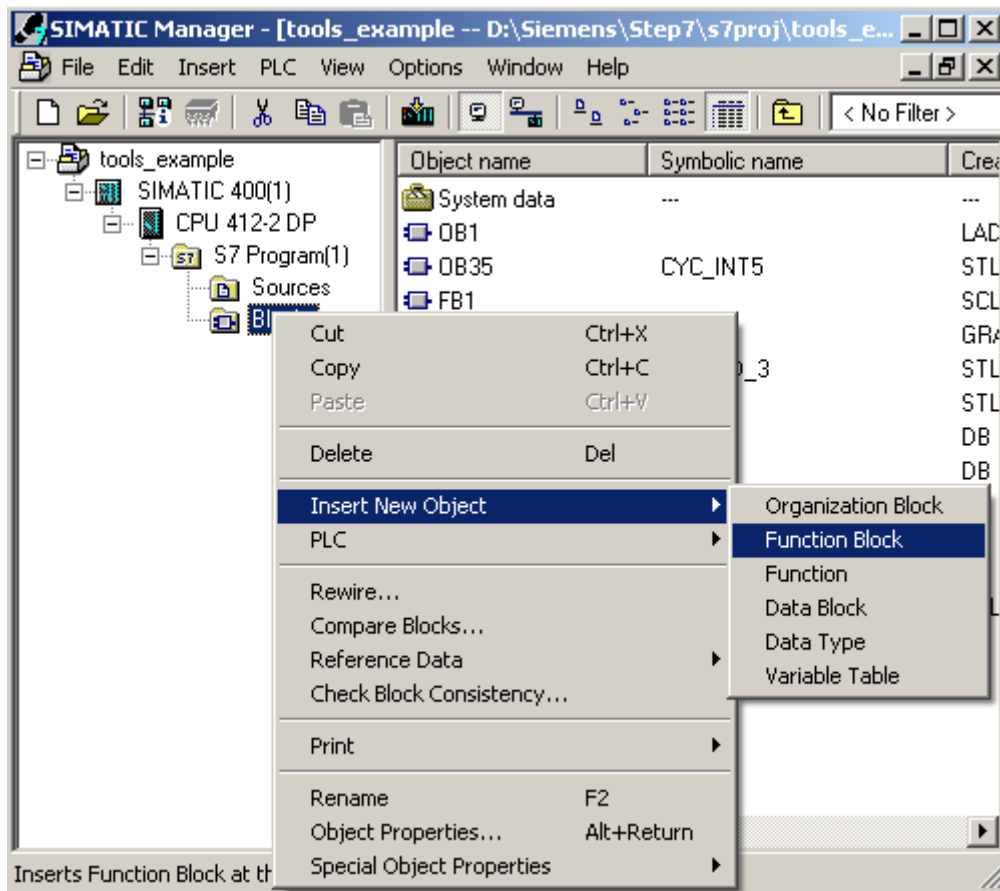 SIMATIC Manager - [tools_example -- D:\Siemens\Step7\s7proj\tools_e...
File Edit Insert PLC View Options Window Help
< No Filter >
tools_example
SIMATIC 400(1)
CPU 412-2 DP
S7 Program(1)
Sources
Object name Symbolic name
System data --- ---
OB1 LAD
OB35 CYC_INT5 STL
FB1 SCL
_3 STL
STL
DB
DB
Cut Ctrl+X
Copy Ctrl+C
Paste Ctrl+V
Delete Del
Insert New Object
PLC
Rewire...
Compare Blocks...
Reference Data
Check Block Consistency...
Print
Rename F2
Object Properties... Alt+Return
Special Object Properties
Organization Block
Function Block
Function
Data Block
Data Type
Variable Table
Inserts Function Block at th